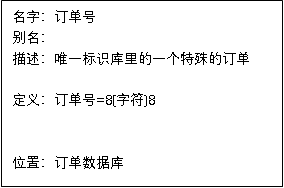 名字：订单号
别名：
描述：唯一标识库里的一个特殊的订单
定义：订单号=8{字符}8
位置：订单数据库